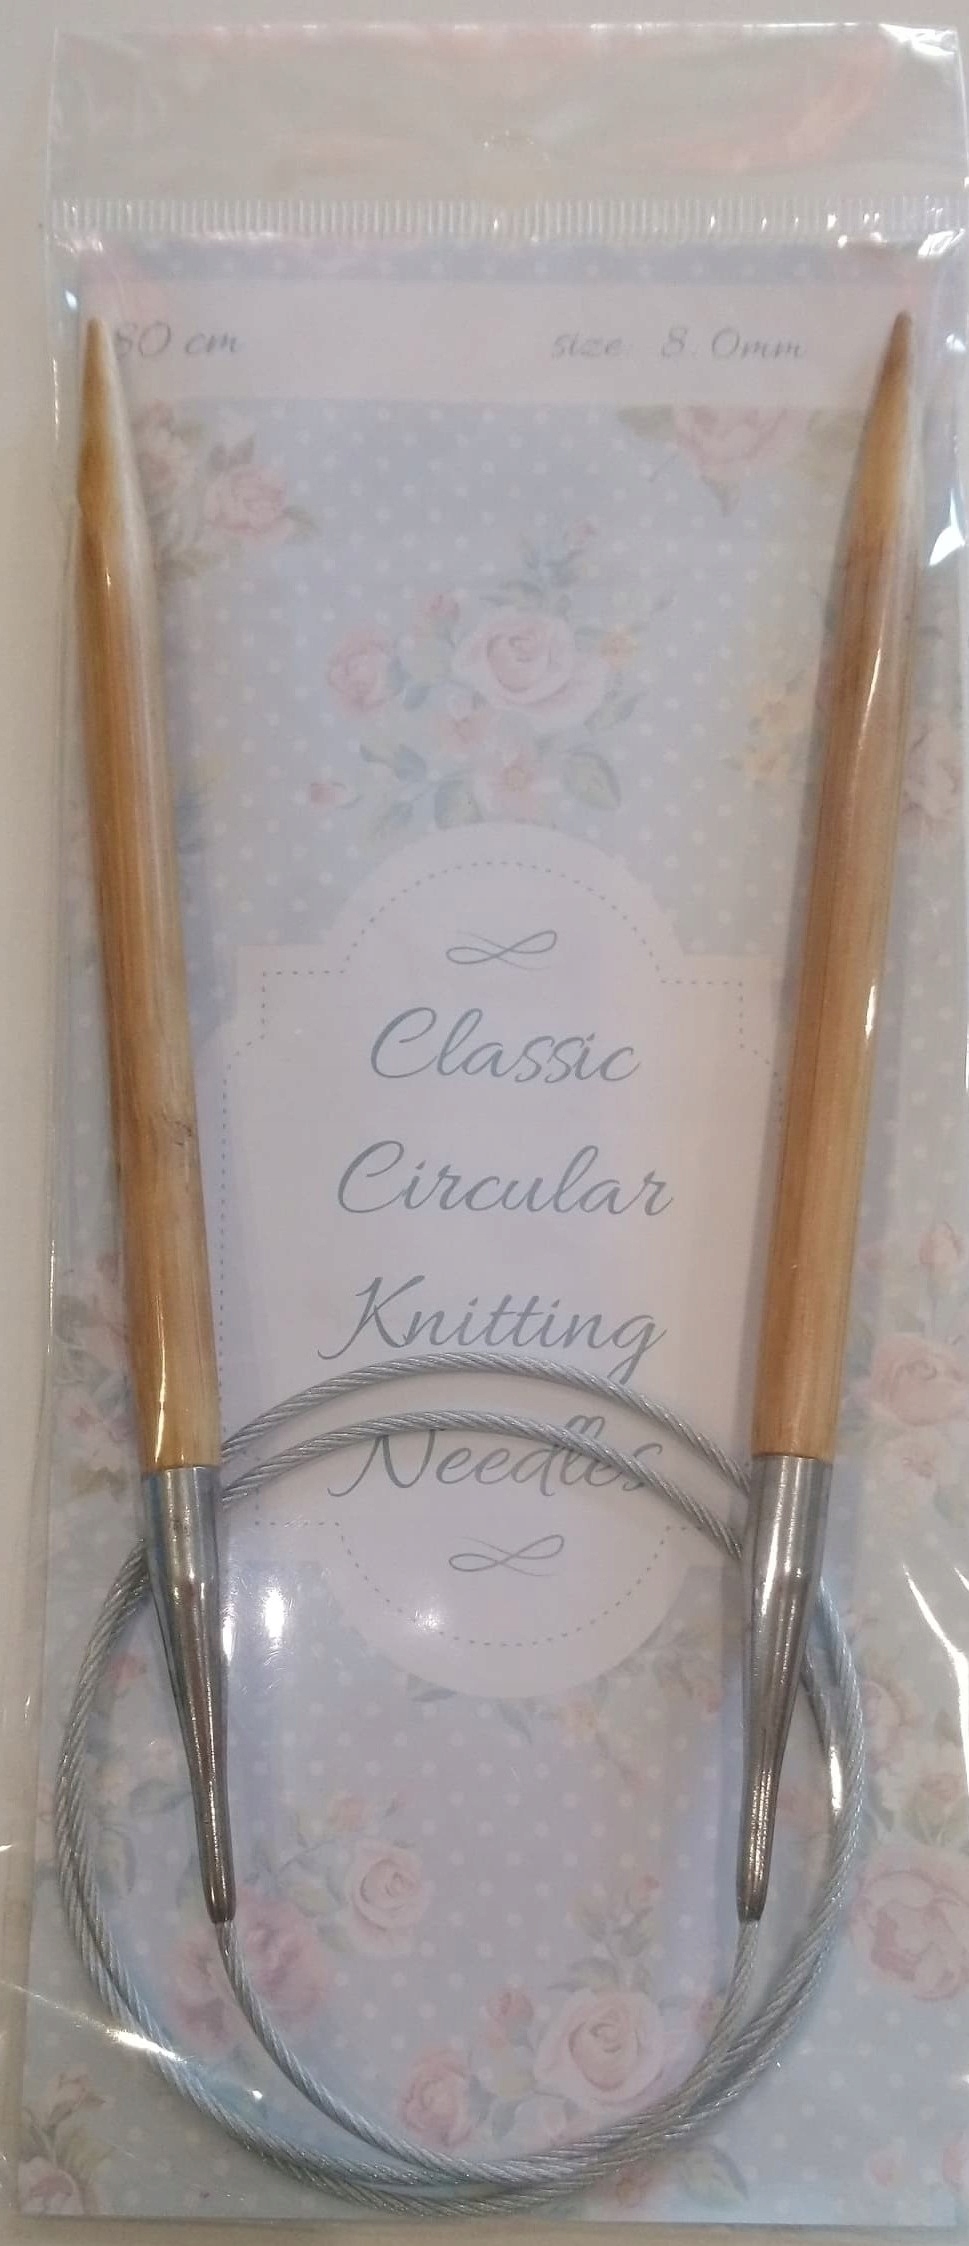 80 cm size: 8.0mm
Classic
Circular
Knitting
Needles